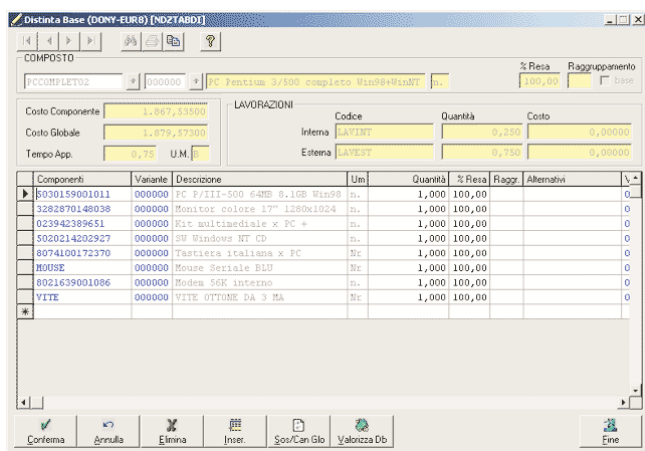 Distinta Base (DONY-EUR8) [NDZTABDI]
COMPOSTO
% Resa Raggruppamento
PCCOMPLETO2 000000 PC Pentium 3/500 completo Win98+WinNT n. 100,00 base
Costo Componente 1.867,53500
Costo Globale 1.879,57300
Tempo App. 0,75 U.M.
LAVORAZIONI
Codice Quantità Costo
Interna LAVINT 0,250 0,00000
Esterna LAVEST 0,750 0,00000
Componenti Variante Descrizione Um Quantità % Resa Raggr. Alternativi V
5030159001011 000000 PC P/III-500 64MB 8.1GB Win98 n. 1,000 100,00 0
3282870148038 000000 Monitor colore 17" 1280x1024 n. 1,000 100,00 0
023942389651 000000 Kit multimediale x PC + n. 1,000 100,00 0
5020214202927 000000 SW Windows NT CD n. 1,000 100,00 0
8074100172370 000000 Tastiera italiana x PC Nr 1,000 100,00 0
MOUSE 000000 Mouse Seriale BLU Nr 1,000 100,00 0
8021639001086 000000 Modem 56K interno n. 1,000 100,00 0
VITE 000000 VITE OTTONE DA 3 MA Nr 1,000 100,00 0
Conferma Annulla Elimina Inser. Sos/Can Glo Valorizza Db Fine